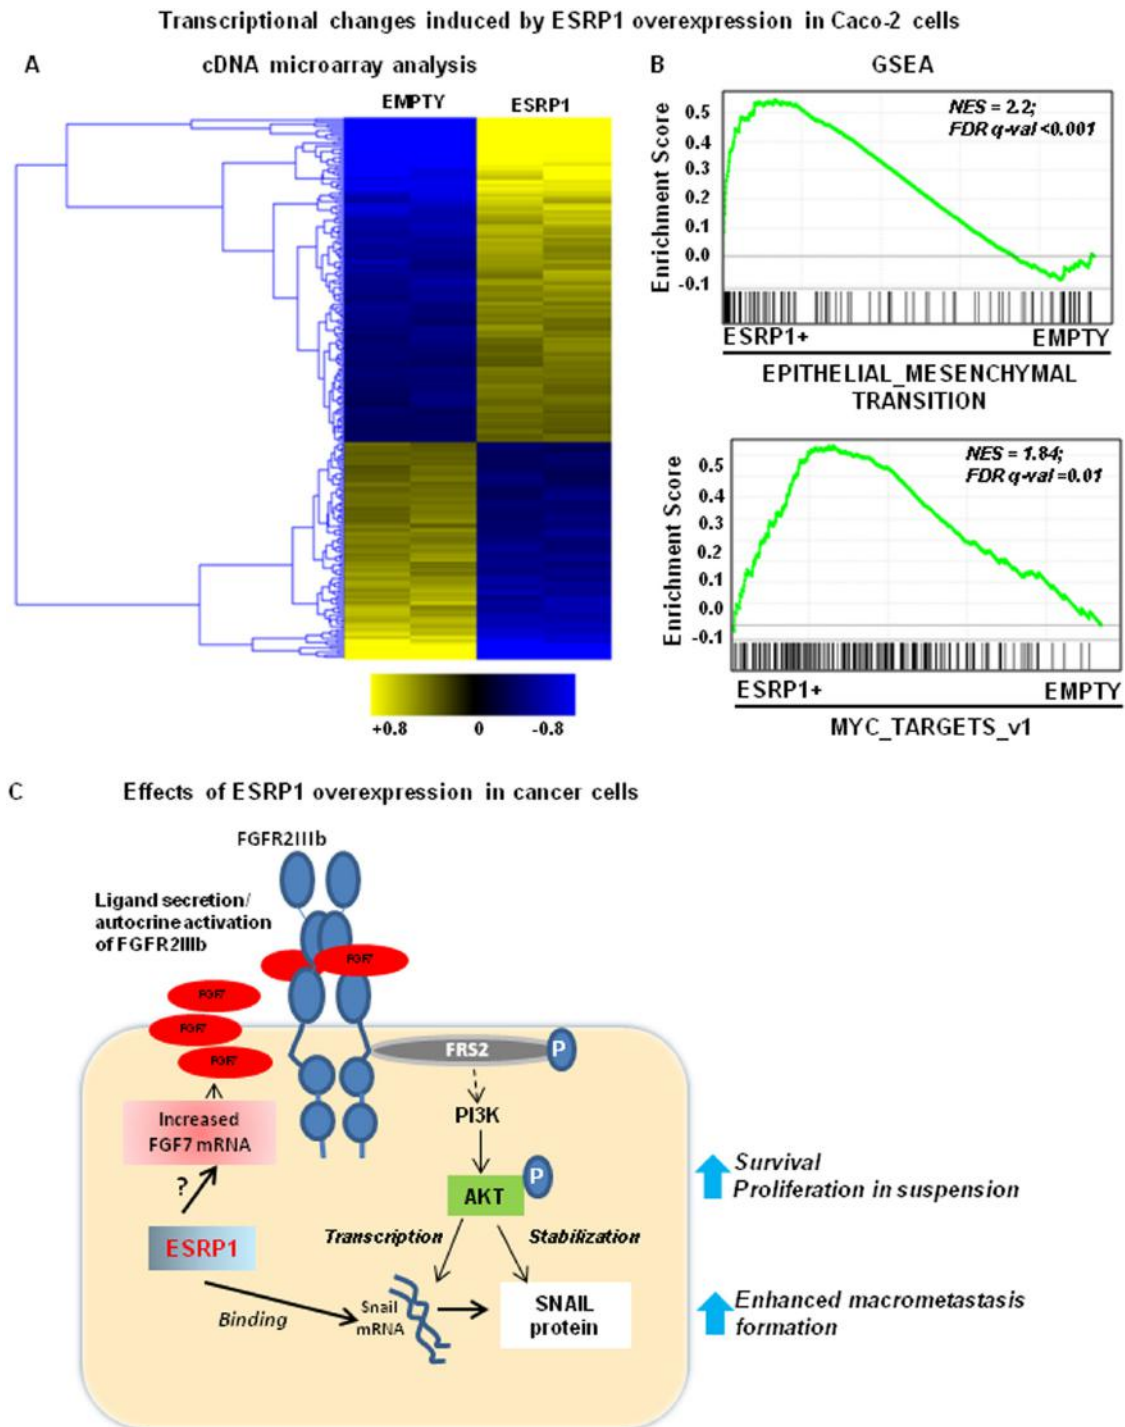 Transcriptional changes induced by ESRP1 overexpression in Caco-2 cells
A
cDNA microarray analysis
EMPTY
ESRP1
+0.8
0
-0.8
B
GSEA
NES = 2.2;
FDR q-val <0.001
Enrichment Score
0.5
0.4
0.3
0.2
0.1
0.0
-0.1
ESRP1+
EMPTY
EPITHELIAL_MESENCHYMAL
TRANSITION
NES = 1.84;
FDR q-val =0.01
Enrichment Score
0.5
0.4
0.3
0.2
0.1
0.0
-0.1
ESRP1+
EMPTY
MYC_TARGETS_v1
C
Effects of ESRP1 overexpression in cancer cells
FGFR2IIIb
Ligand secretion/
autocrine activation
of FGFR2IIIb
FGF7
FGF7
FGF7
FGF7
FRS2
P
PI3K
Increased
FGF7 mRNA
?
AKT
P
ESRP1
Transcription
Stabilization
Binding
Snail
mRNA
SNAIL
protein
Survival
Proliferation in suspension
Enhanced macrometastasis
formation